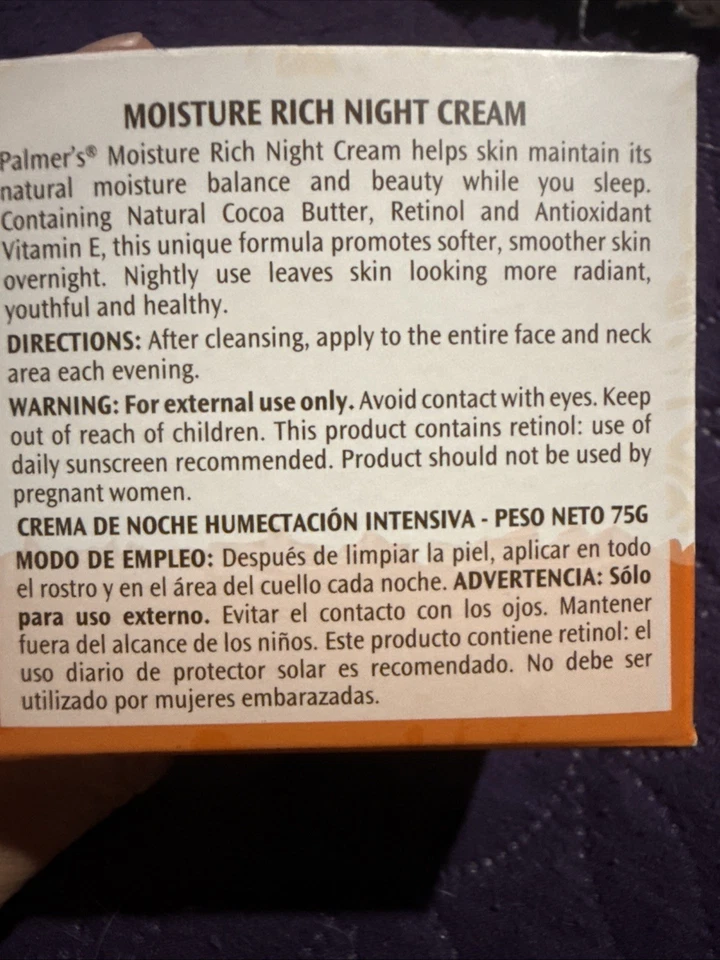 MOISTURE RICH NIGHT CREAM
Palmer's® Moisture Rich Night Cream helps skin maintain its
natural moisture balance and beauty while you sleep.
Containing Natural Cocoa Butter, Retinol and Antioxidant
Vitamin E, this unique formula promotes softer, smoother skin
overnight. Nightly use leaves skin looking more radiant,
youthful and healthy.
DIRECTIONS: After cleansing, apply to the entire face and neck
area each evening.
WARNING: For external use only. Avoid contact with eyes. Keep
out of reach of children. This product contains retinol: use of
daily sunscreen recommended. Product should not be used by
pregnant women.
CREMA DE NOCHE HUMECTACIÓN INTENSIVA - PESO NETO 75G
MODO DE EMPLEO: Después de limpiar la piel, aplicar en todo
el rostro y en el área del cuello cada noche. ADVERTENCIA: Sólo
para uso externo. Evitar el contacto con los ojos. Mantener
fuera del alcance de los niños. Este producto contiene retinol: el
uso diario de protector solar es recomendado. No debe ser
utilizado por mujeres embarazadas.